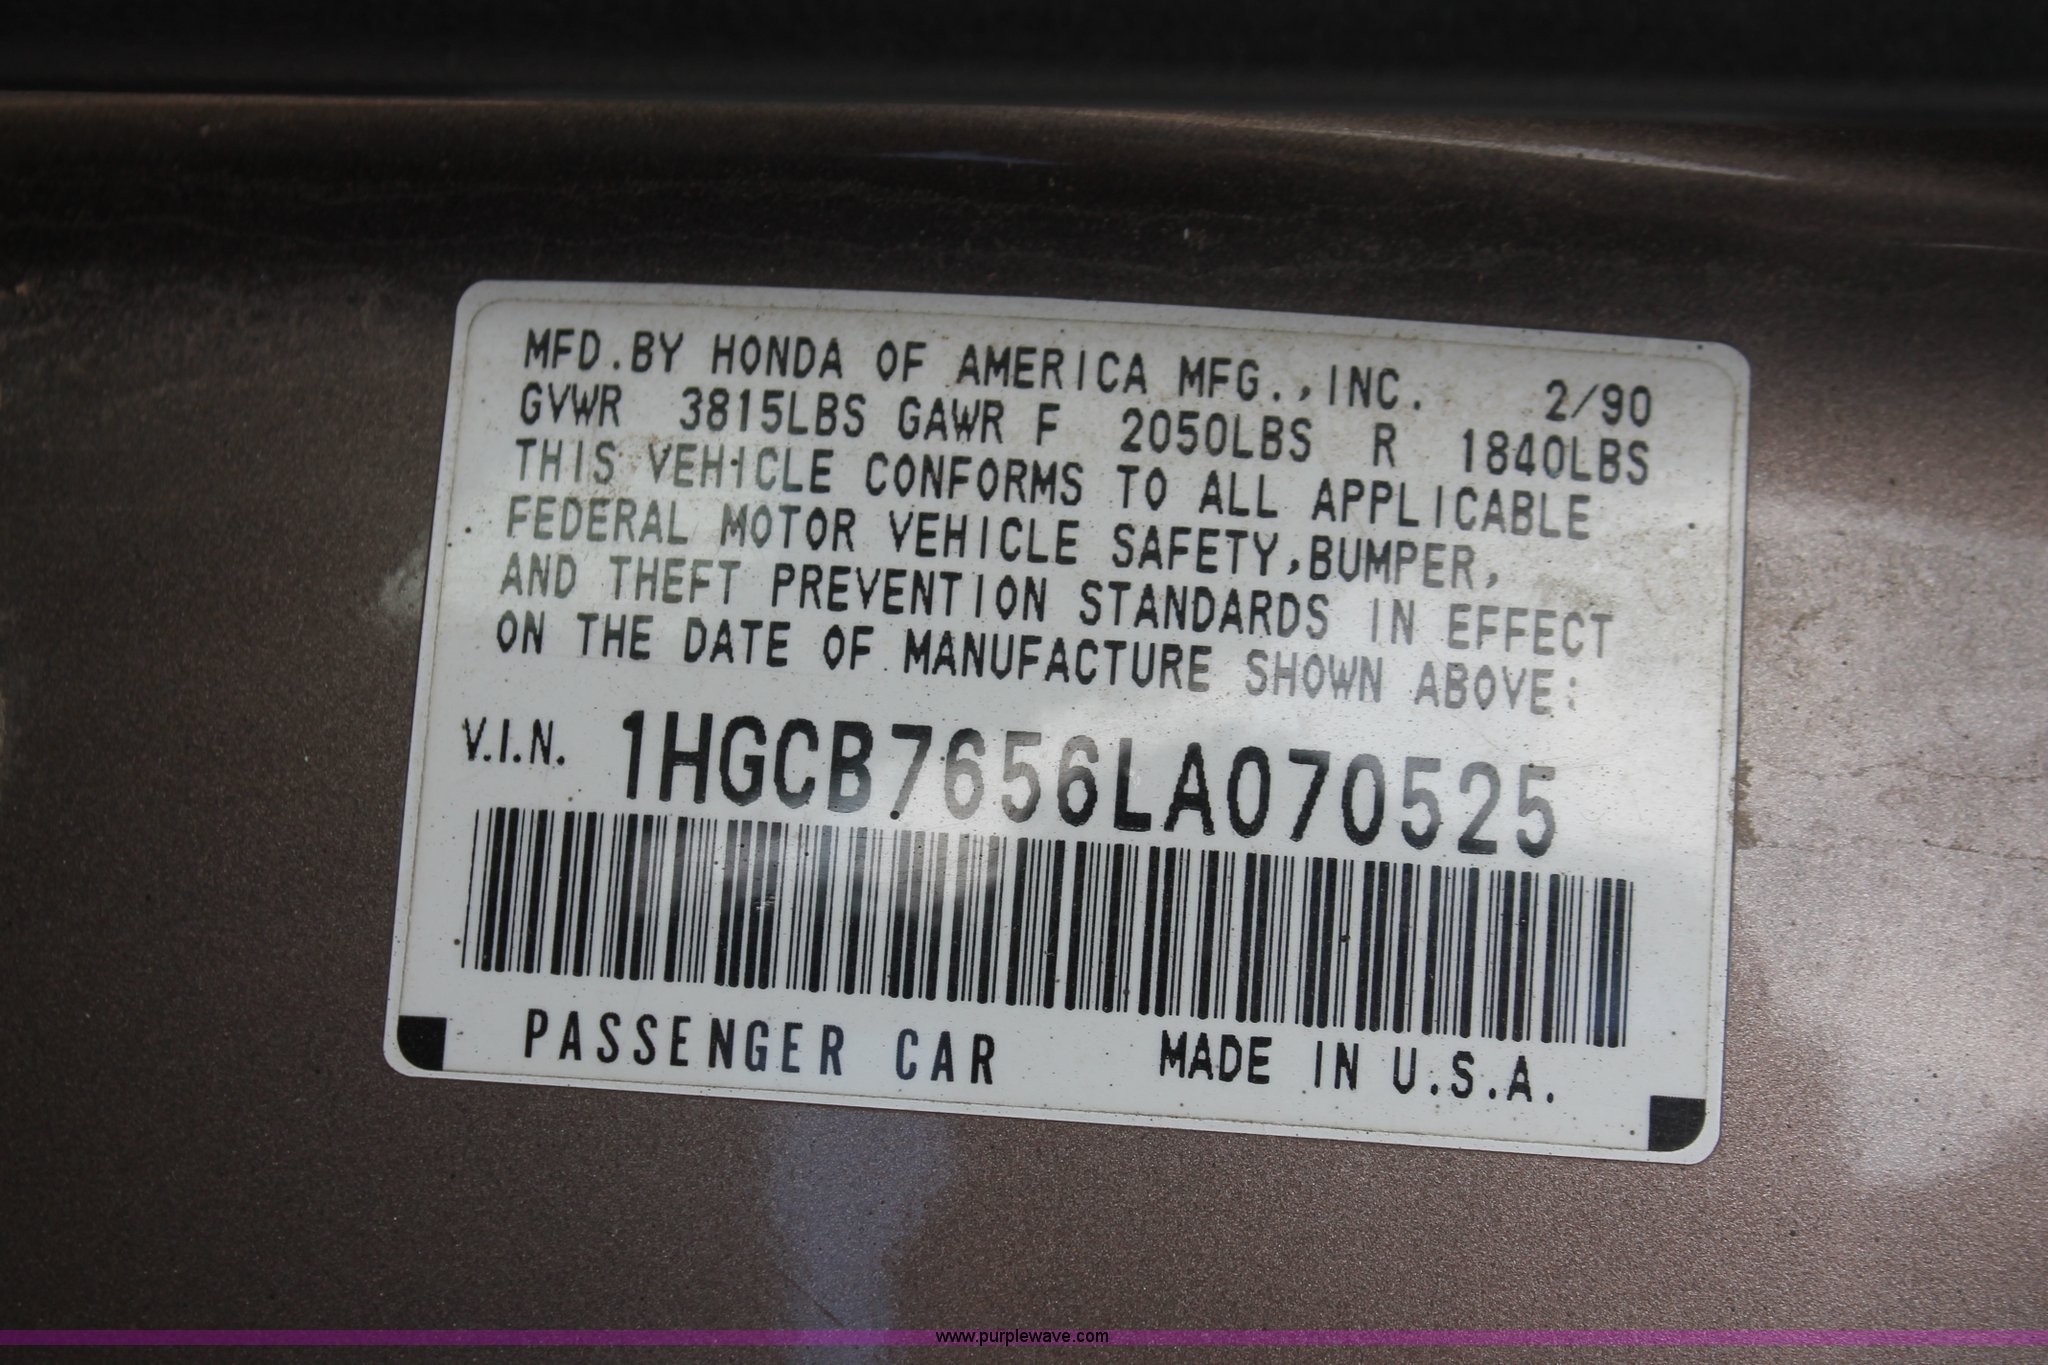 MFD.BY HONDA OF AMERICA MFG.,INC. 2/90
GVWR 3815LBS GAWR F 2050LBS R 1840LBS
THIS VEHICLE CONFORMS TO ALL APPLICABLE
FEDERAL MOTOR VEHICLE SAFETY,BUMPER,
AND THEFT PREVENTION STANDARDS IN EFFECT
ON THE DATE OF MANUFACTURE SHOWN ABOVE:
V.I.N. 1HGCB7656LA070525
PASSENGER CAR MADE IN U.S.A.
www.purplewave.com